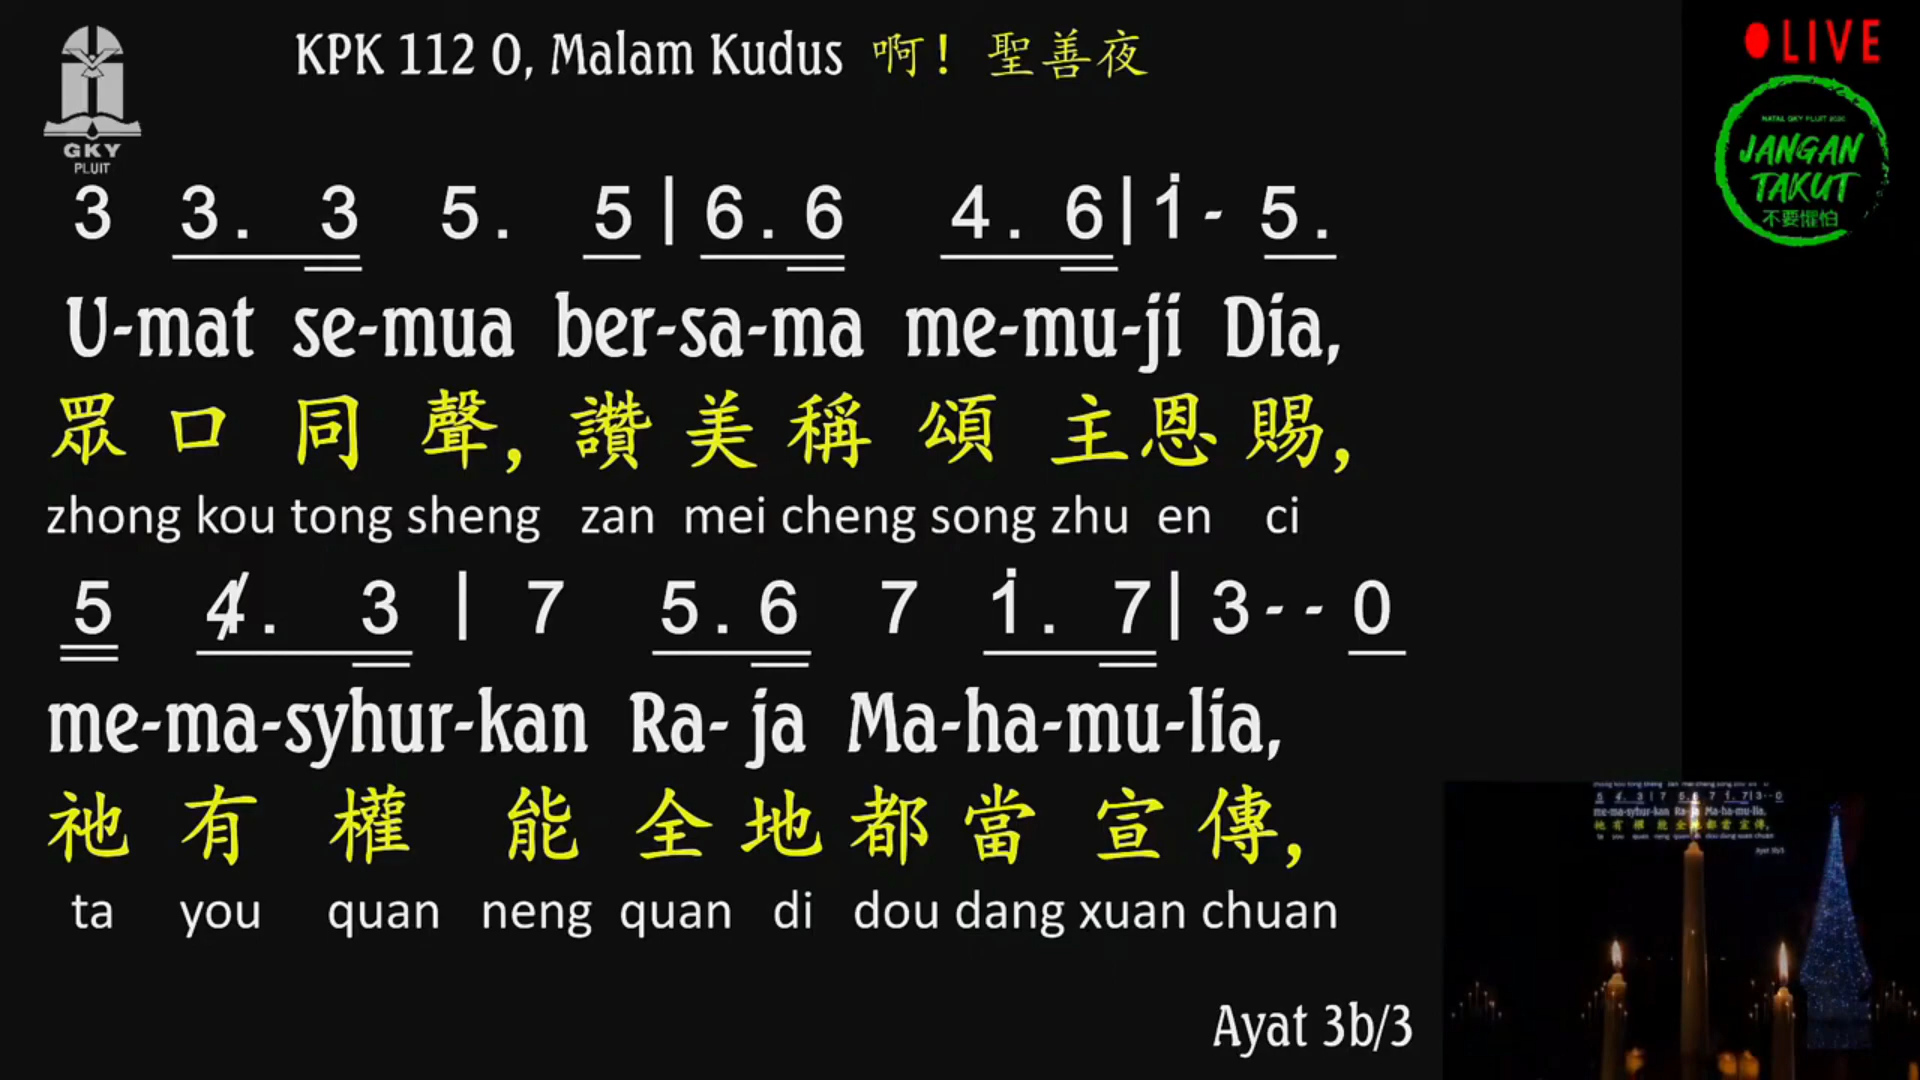 KPK 112 O, Malam Kudus 啊！聖善夜
GKY
PLUIT
LIVE
NATAL GKY PLUIT 2020
JANGAN
TAKUT
不要懼怕
3 3. 3 5. 5 | 6. 6 4. 6 | 1̇ - 5.
U-mat se-mua ber-sa-ma me-mu-ji Dia,
眾 口 同 聲, 讚 美 稱 頌 主 恩 賜,
zhong kou tong sheng zan mei cheng song zhu en ci
5 4̸. 3 | 7 5. 6 7 1̇. 7 | 3 - - 0
me-ma-syhur-kan Ra- ja Ma-ha-mu-lia,
祂 有 權 能 全 地 都 當 宣 傳,
ta you quan neng quan di dou dang xuan chuan
Ayat 3b/3